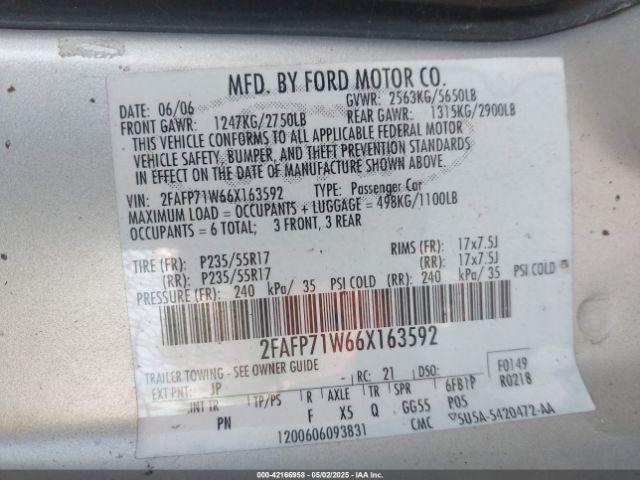 MFD. BY FORD MOTOR CO.
DATE: 06/06 GVWR: 2563KG/5650LB
FRONT GAWR: 1247KG/2750LB REAR GAWR: 1315KG/2900LB
THIS VEHICLE CONFORMS TO ALL APPLICABLE FEDERAL MOTOR
VEHICLE SAFETY, BUMPER, AND THEFT PREVENTION STANDARDS
IN EFFECT ON THE DATE OF MANUFACTURE SHOWN ABOVE.
VIN: 2FAFP71W66X163592 TYPE: Passenger Car
MAXIMUM LOAD = OCCUPANTS + LUGGAGE = 498KG/1100LB
OCCUPANTS = 6 TOTAL; 3 FRONT, 3 REAR
TIRE (FR): P235/55R17 RIMS (FR): 17x7.5J
(RR): P235/55R17 (RR): 17x7.5J
PRESSURE (FR): 240 kPa/ 35 PSI COLD (RR): 240 kPa/ 35 PSI COLD
2FAFP71W66X163592
TRAILER TOWING - SEE OWNER GUIDE
EXT PNT: JP RC: 21 DSO: F0149
INT TR TP/PS R AXLE TR SPR 6FB1P R0218
PN F X5 Q GG55 POS
1200606093831 CMC 5U5A-5420472-AA
000-42166958 - 05/02/2025 - IAA Inc.